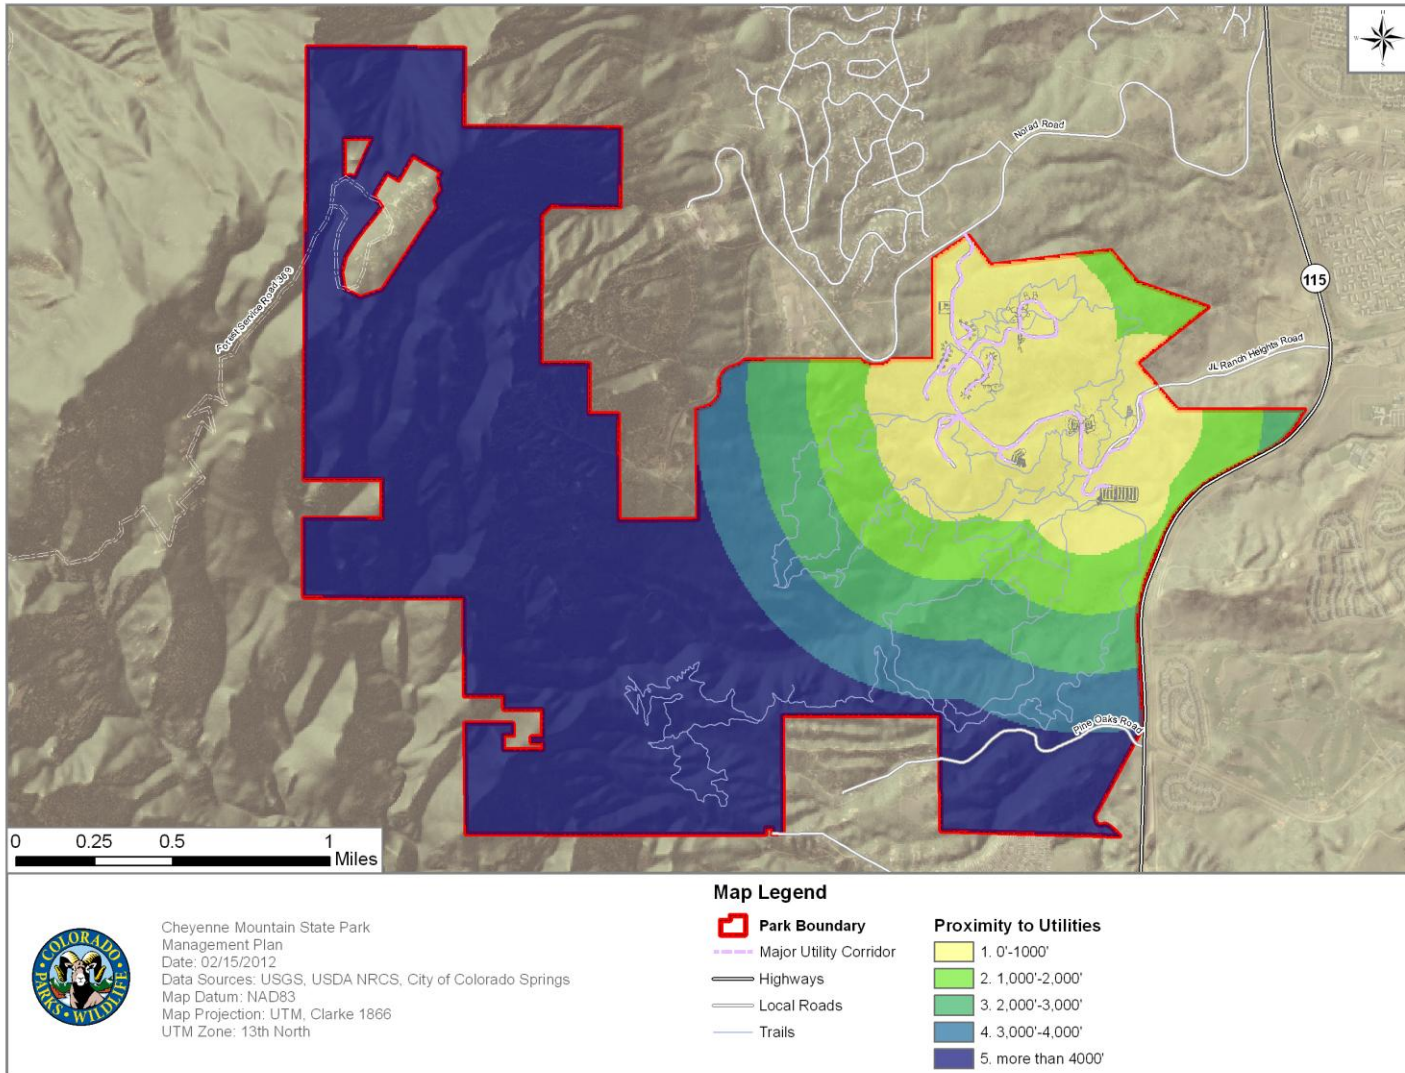 Norad Road
115
JL Ranch Heights Road
Forest Service Road 369
Pine Oaks Road
0 0.25 0.5 1
Miles
COLORADO
PARKS • WILDLIFE
Cheyenne Mountain State Park
Management Plan
Date: 02/15/2012
Data Sources: USGS, USDA NRCS, City of Colorado Springs
Map Datum: NAD83
Map Projection: UTM, Clarke 1866
UTM Zone: 13th North
Map Legend
Park Boundary
Major Utility Corridor
Highways
Local Roads
Trails
Proximity to Utilities
1. 0'-1000'
2. 1,000'-2,000'
3. 2,000'-3,000'
4. 3,000'-4,000'
5. more than 4000'